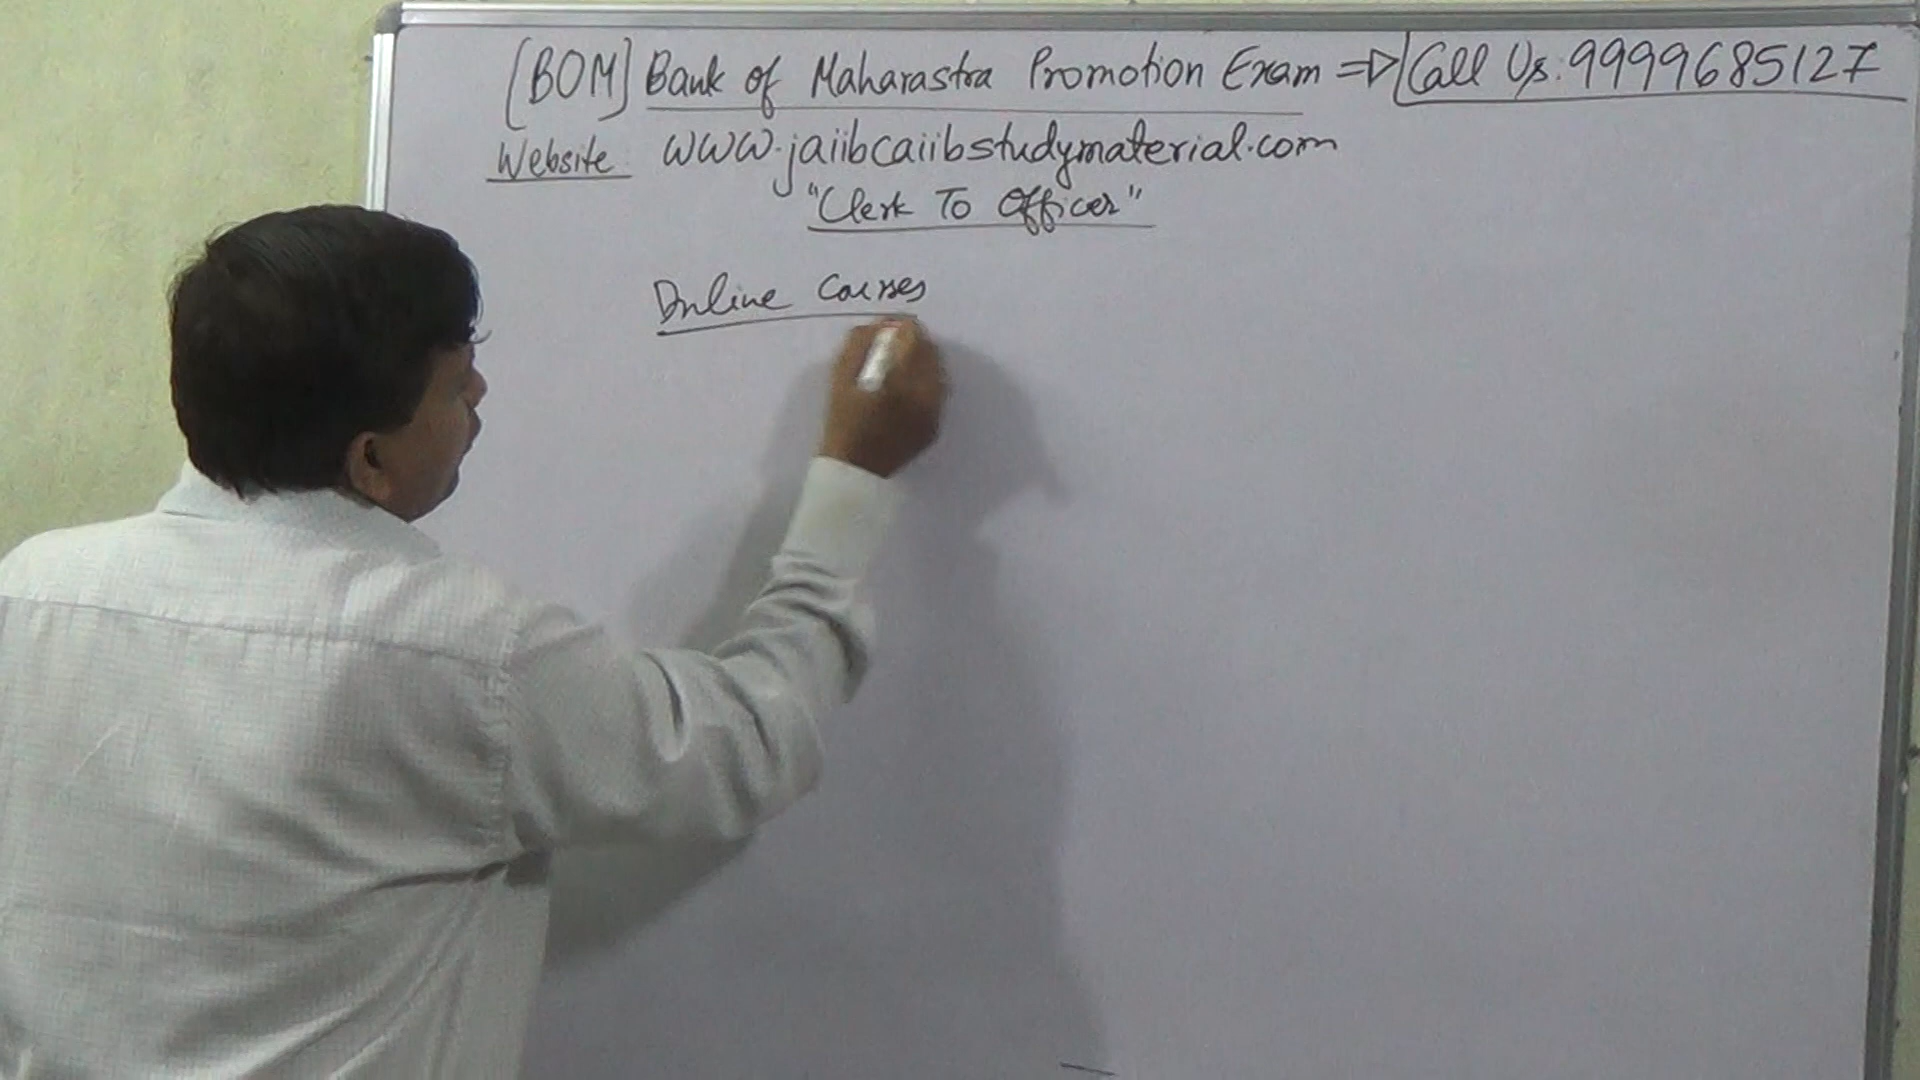 [BOM] Bank of Maharastra Promotion Exam => Call Us: 9999685127
Website www.jaiibcaiibstudymaterial.com
"Clerk To Officer"
Online Courses